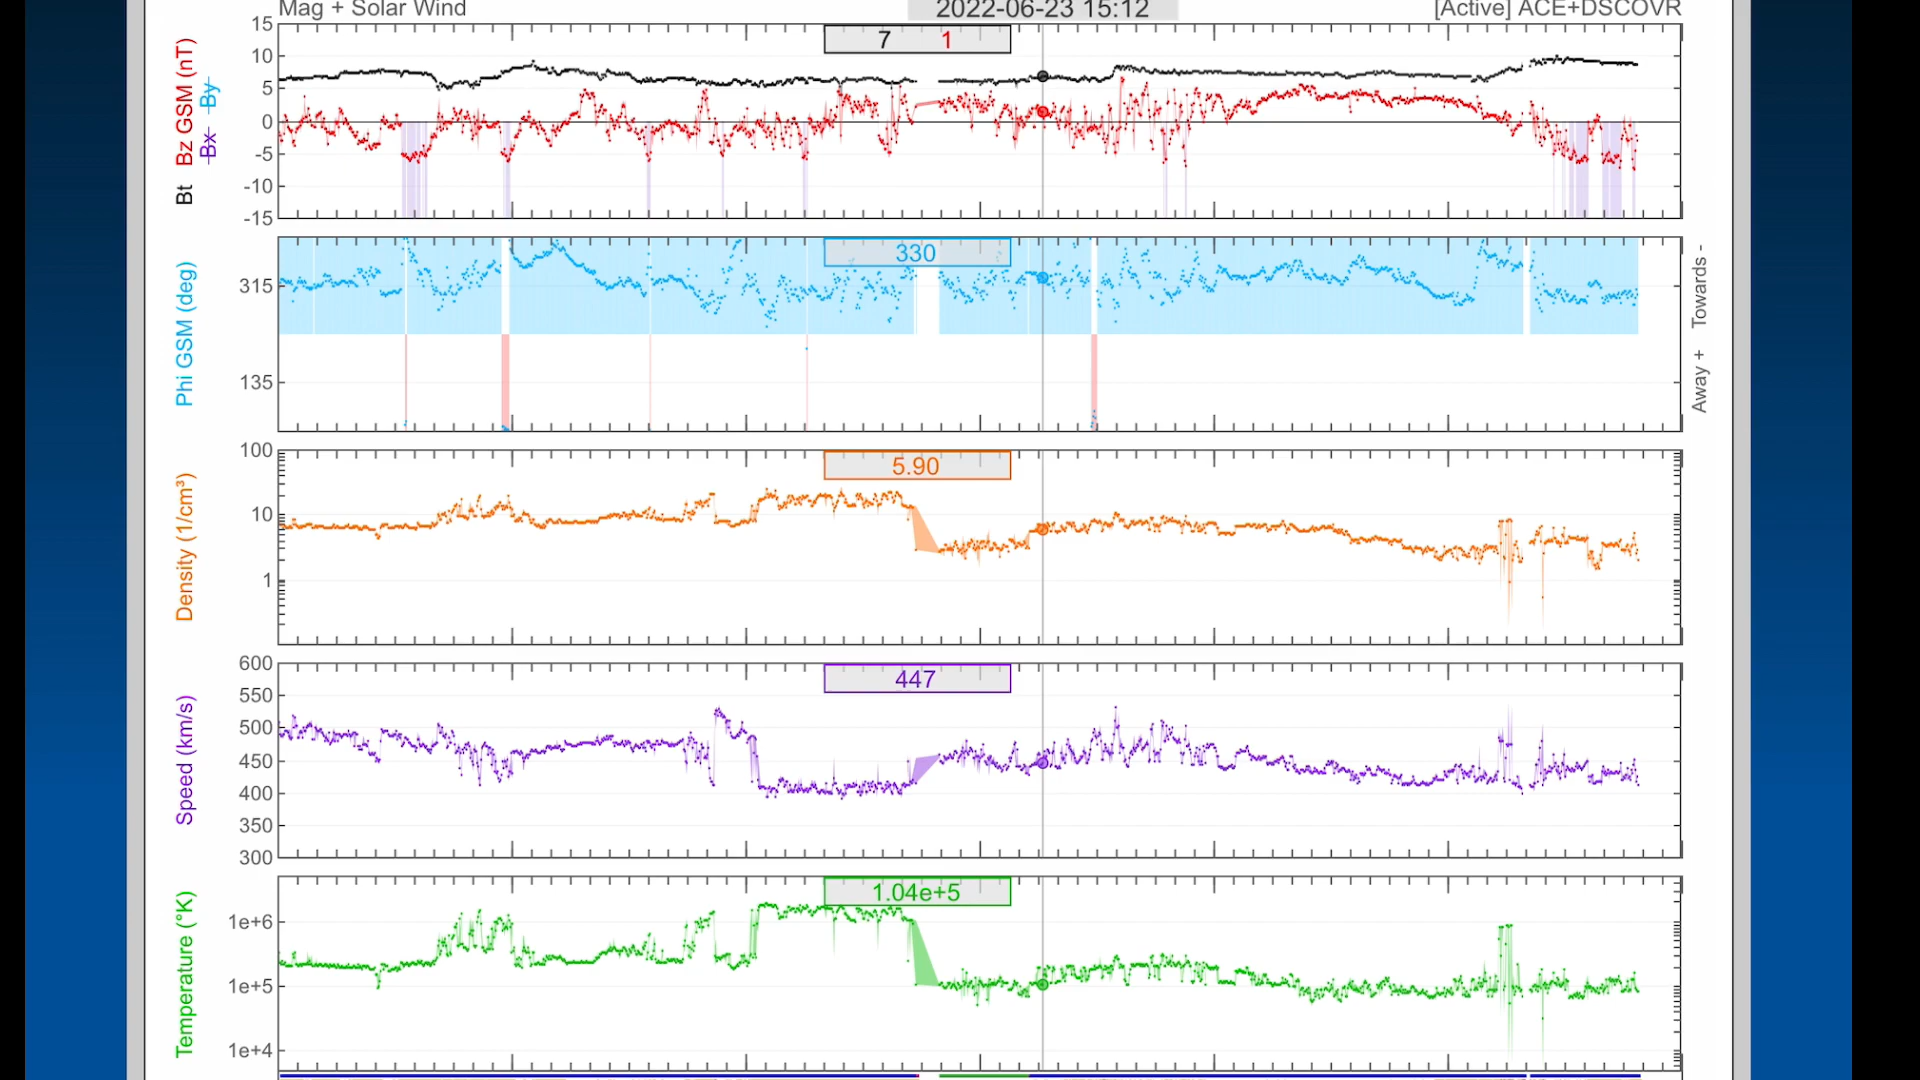 Mag + Solar Wind
2022-06-23 15:12
[Active] ACE+DSCOVR
Bt Bz GSM (nT)
Bx By
15
10
5
0
-5
-10
-15
7 1
Phi GSM (deg)
315
135
330
Away + Towards -
Density (1/cm³)
100
10
1
5.90
Speed (km/s)
600
550
500
450
400
350
300
447
Temperature (°K)
1e+6
1e+5
1e+4
1.04e+5